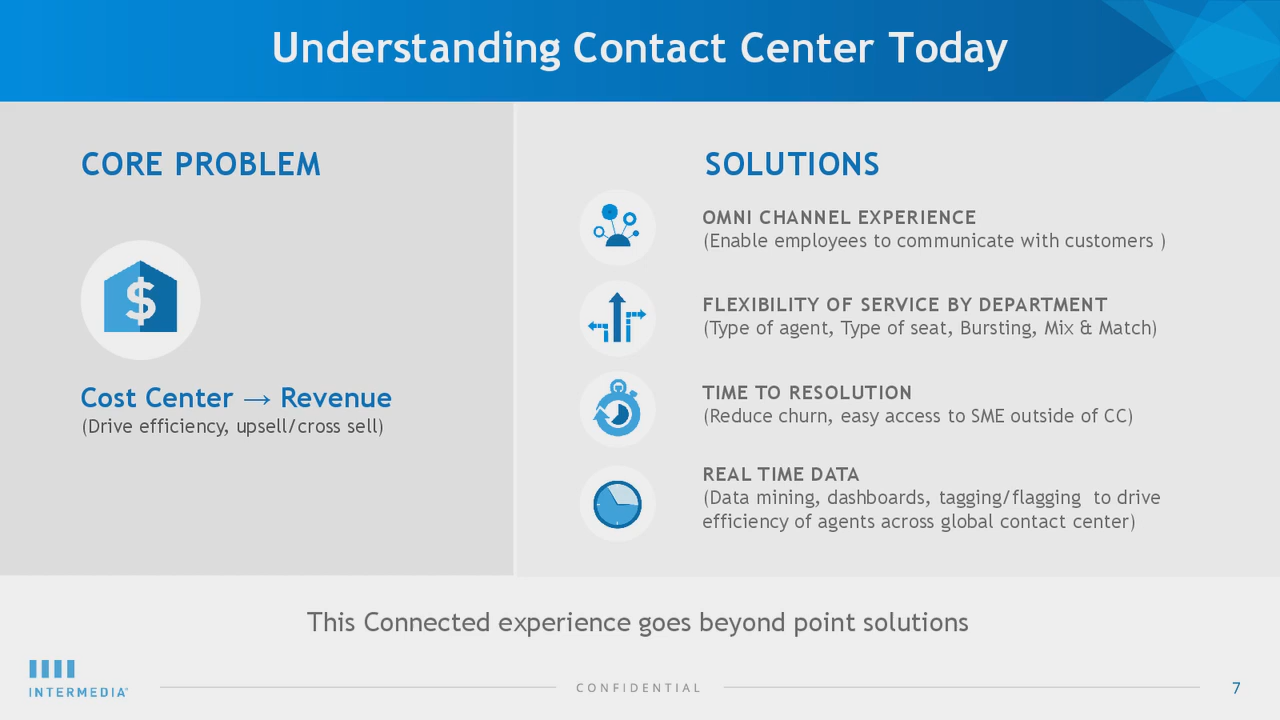 Understanding Contact Center Today
CORE PROBLEM
$
Cost Center → Revenue
(Drive efficiency, upsell/cross sell)
SOLUTIONS
OMNI CHANNEL EXPERIENCE
(Enable employees to communicate with customers )
FLEXIBILITY OF SERVICE BY DEPARTMENT
(Type of agent, Type of seat, Bursting, Mix & Match)
TIME TO RESOLUTION
(Reduce churn, easy access to SME outside of CC)
REAL TIME DATA
(Data mining, dashboards, tagging/flagging  to drive
efficiency of agents across global contact center)
This Connected experience goes beyond point solutions
INTERMEDIA
CONFIDENTIAL
7